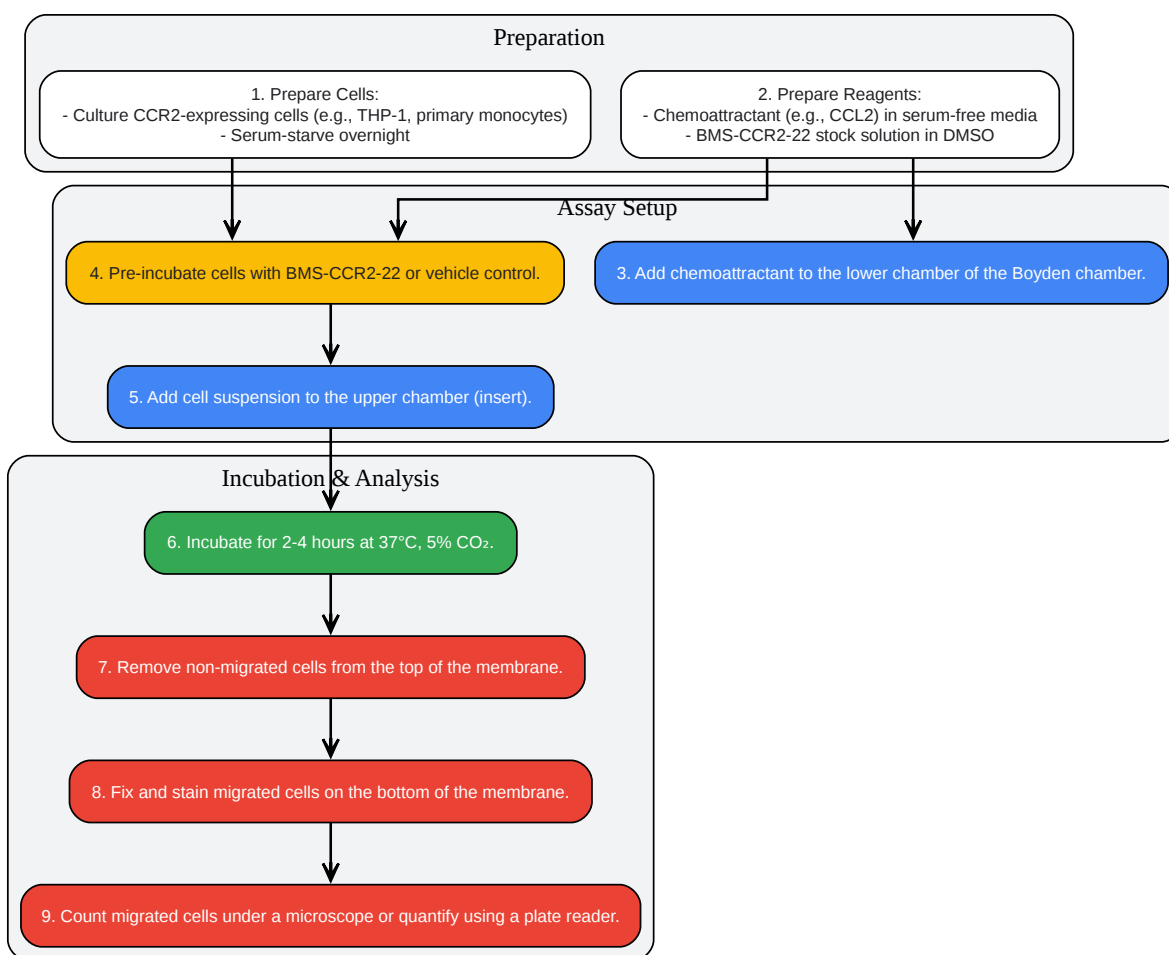 Preparation
1. Prepare Cells:
- Culture CCR2-expressing cells (e.g., THP-1, primary monocytes)
- Serum-starve overnight
2. Prepare Reagents:
- Chemoattractant (e.g., CCL2) in serum-free media
- BMS-CCR2-22 stock solution in DMSO
Assay Setup
4. Pre-incubate cells with BMS-CCR2-22 or vehicle control.
3. Add chemoattractant to the lower chamber of the Boyden chamber.
5. Add cell suspension to the upper chamber (insert).
Incubation & Analysis
6. Incubate for 2-4 hours at 37°C, 5% CO₂.
7. Remove non-migrated cells from the top of the membrane.
8. Fix and stain migrated cells on the bottom of the membrane.
9. Count migrated cells under a microscope or quantify using a plate reader.